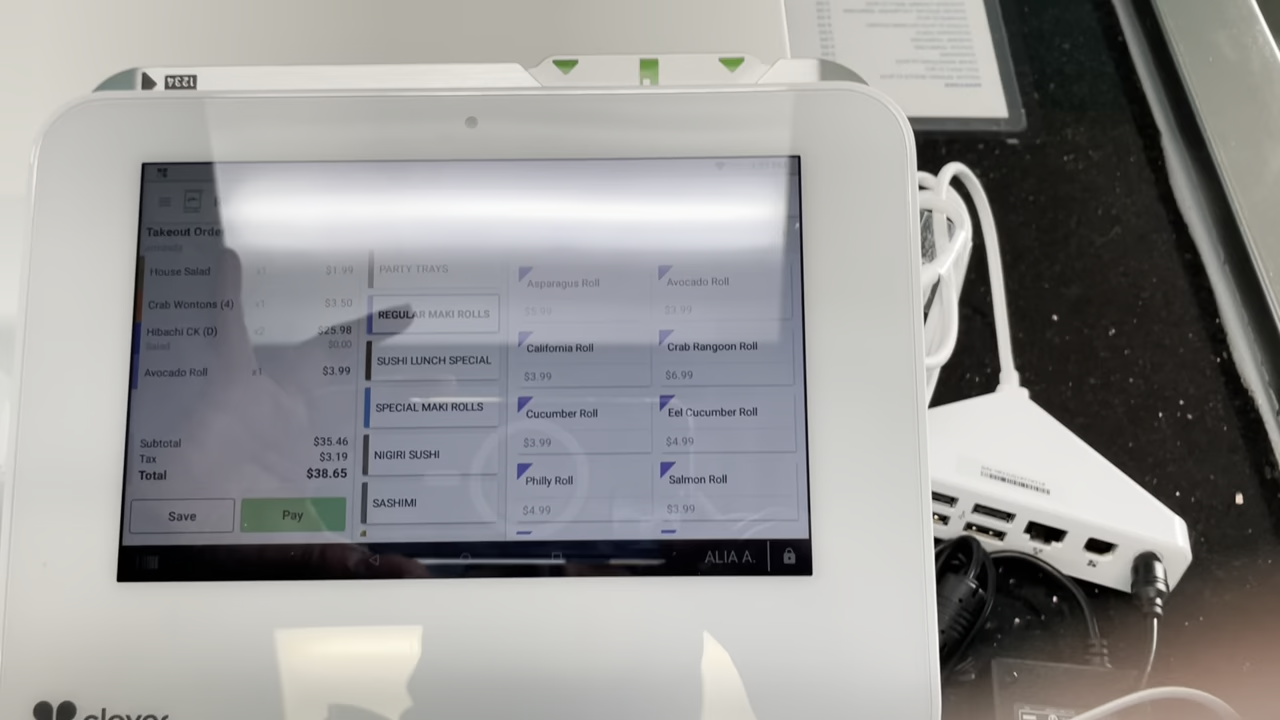 1234
Takeout Orde
House Salad x1 $1.99
Crab Wontons (4) x1 $3.50
Hibachi CK (D) x2 $25.98
Salad $0.00
Avocado Roll x1 $3.99
Subtotal $35.46
Tax $3.19
Total $38.65
Save
Pay
PARTY TRAYS
REGULAR MAKI ROLLS
SUSHI LUNCH SPECIAL
SPECIAL MAKI ROLLS
NIGIRI SUSHI
SASHIMI
Asparagus Roll
$5.99
Avocado Roll
$3.99
California Roll
$3.99
Crab Rangoon Roll
$6.99
Cucumber Roll
$3.99
Eel Cucumber Roll
$4.99
Philly Roll
$4.99
Salmon Roll
$3.99
ALIA A.
clover